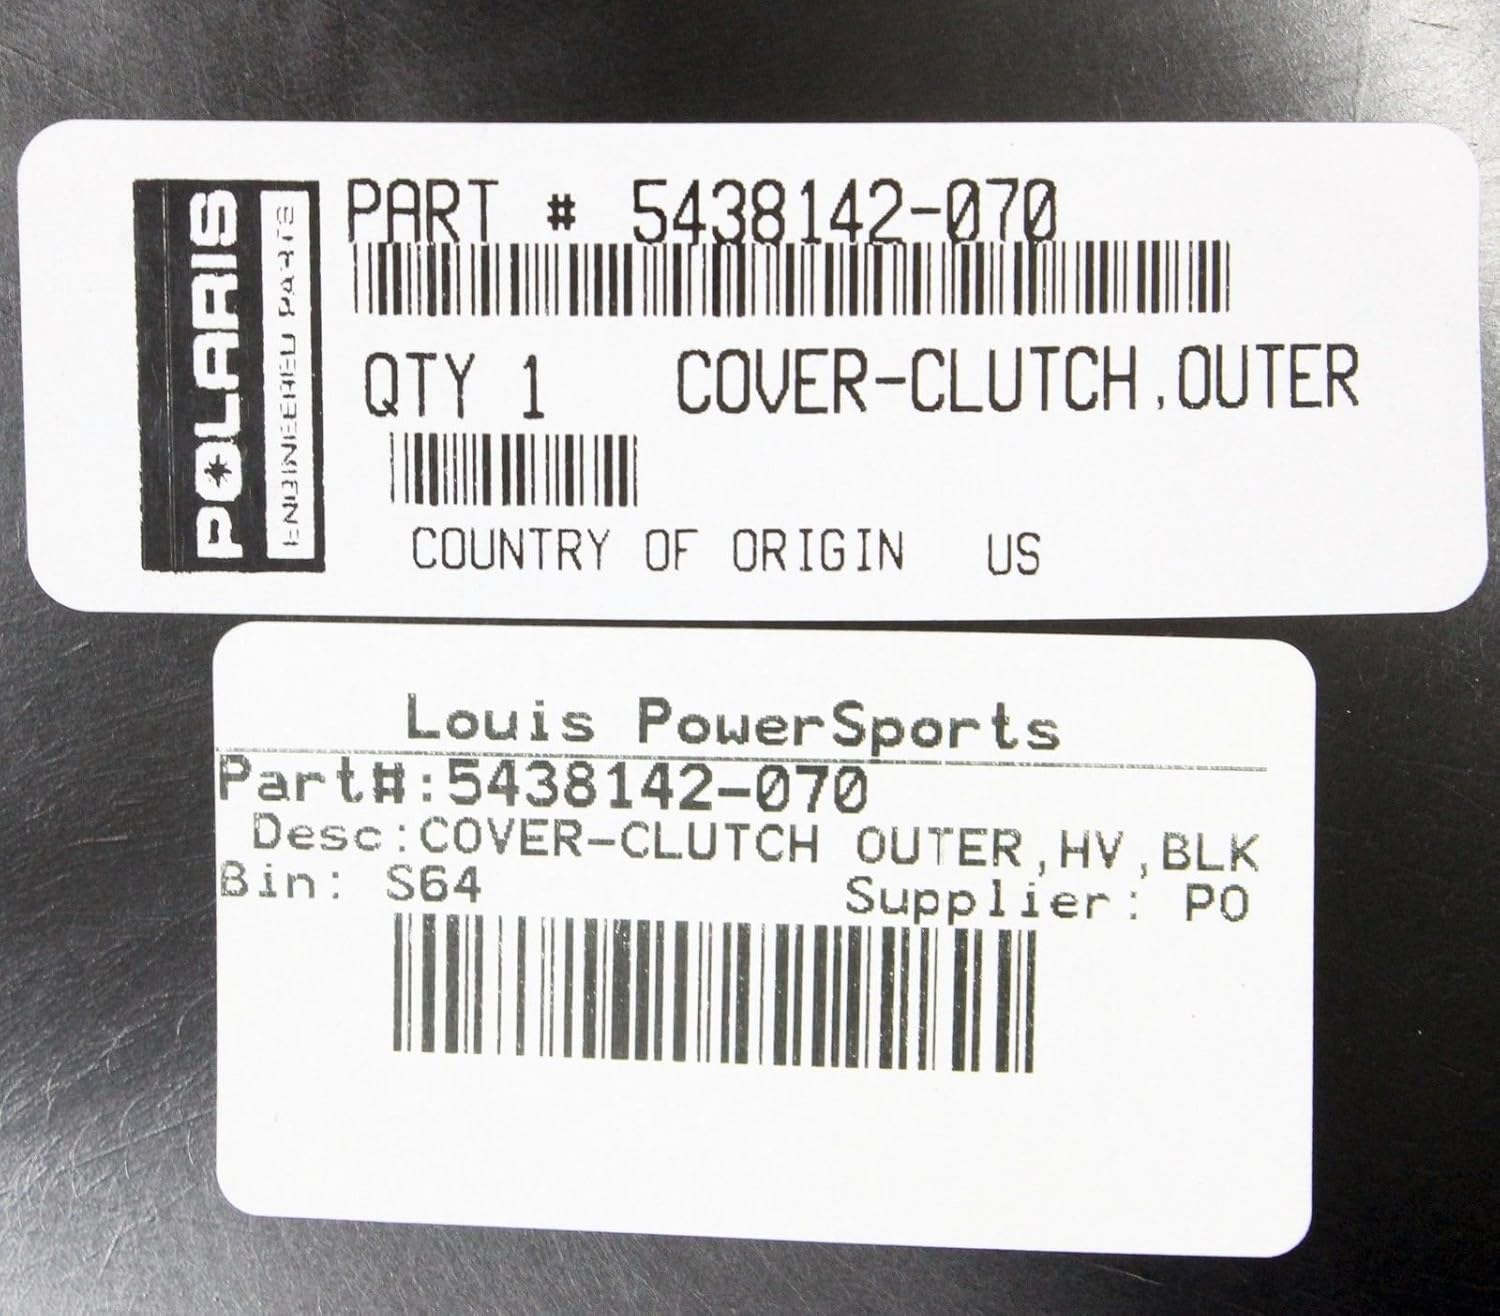 POLARIS
ENGINEERED PARTS
PART # 5438142-070
QTY 1 COVER-CLUTCH,OUTER
COUNTRY OF ORIGIN US
Louis PowerSports
Part#:5438142-070
Desc:COVER-CLUTCH OUTER,HV,BLK
Bin: S64 Supplier: PO